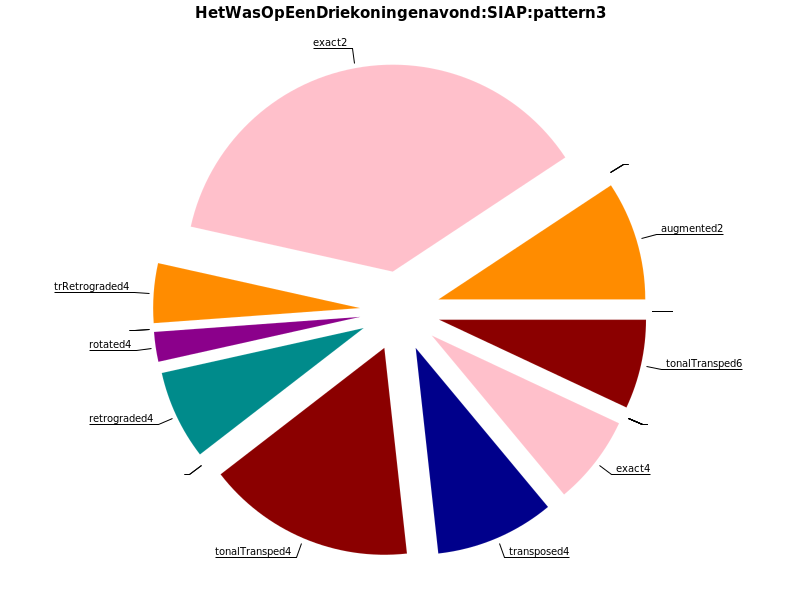 HetWasOpEenDriekoningenavond:SIAP:pattern3
exact2
augmented2
trRetrograded4
rotated4
tonalTransped6
retrograded4
exact4
tonalTransped4
transposed4